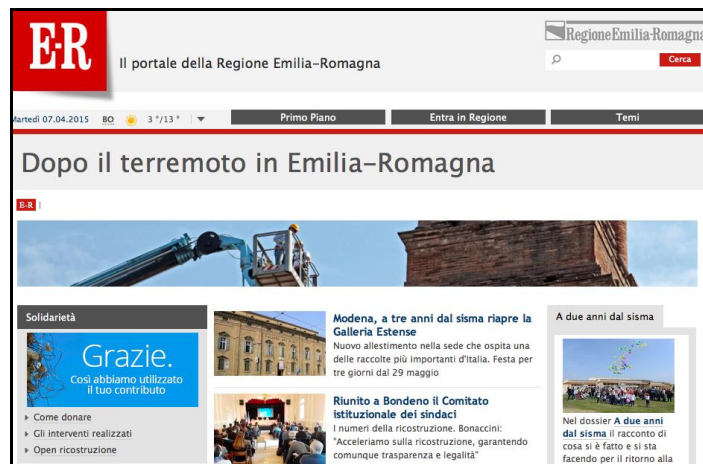 E-R
Il portale della Regione Emilia-Romagna
RegioneEmilia-Romagna
Cerca
Martedì 07.04.2015 BO 3°/13°
Primo Piano
Entra in Regione
Temi
Dopo il terremoto in Emilia-Romagna
E-R
Solidarietà
Grazie.
Così abbiamo utilizzato
il tuo contributo
Come donare
Gli interventi realizzati
Open ricostruzione
Modena, a tre anni dal sisma riapre la
Galleria Estense
Nuovo allestimento nella sede che ospita una
delle raccolte più importanti d'Italia. Festa per
tre giorni dal 29 maggio
Riunito a Bondeno il Comitato
istituzionale dei sindaci
I numeri della ricostruzione. Bonaccini:
"Acceleriamo sulla ricostruzione, garantendo
comunque trasparenza e legalità"
A due anni dal sisma
Nel dossier A due anni
dal sisma il racconto di
cosa si è fatto e si sta
facendo per il ritorno alla